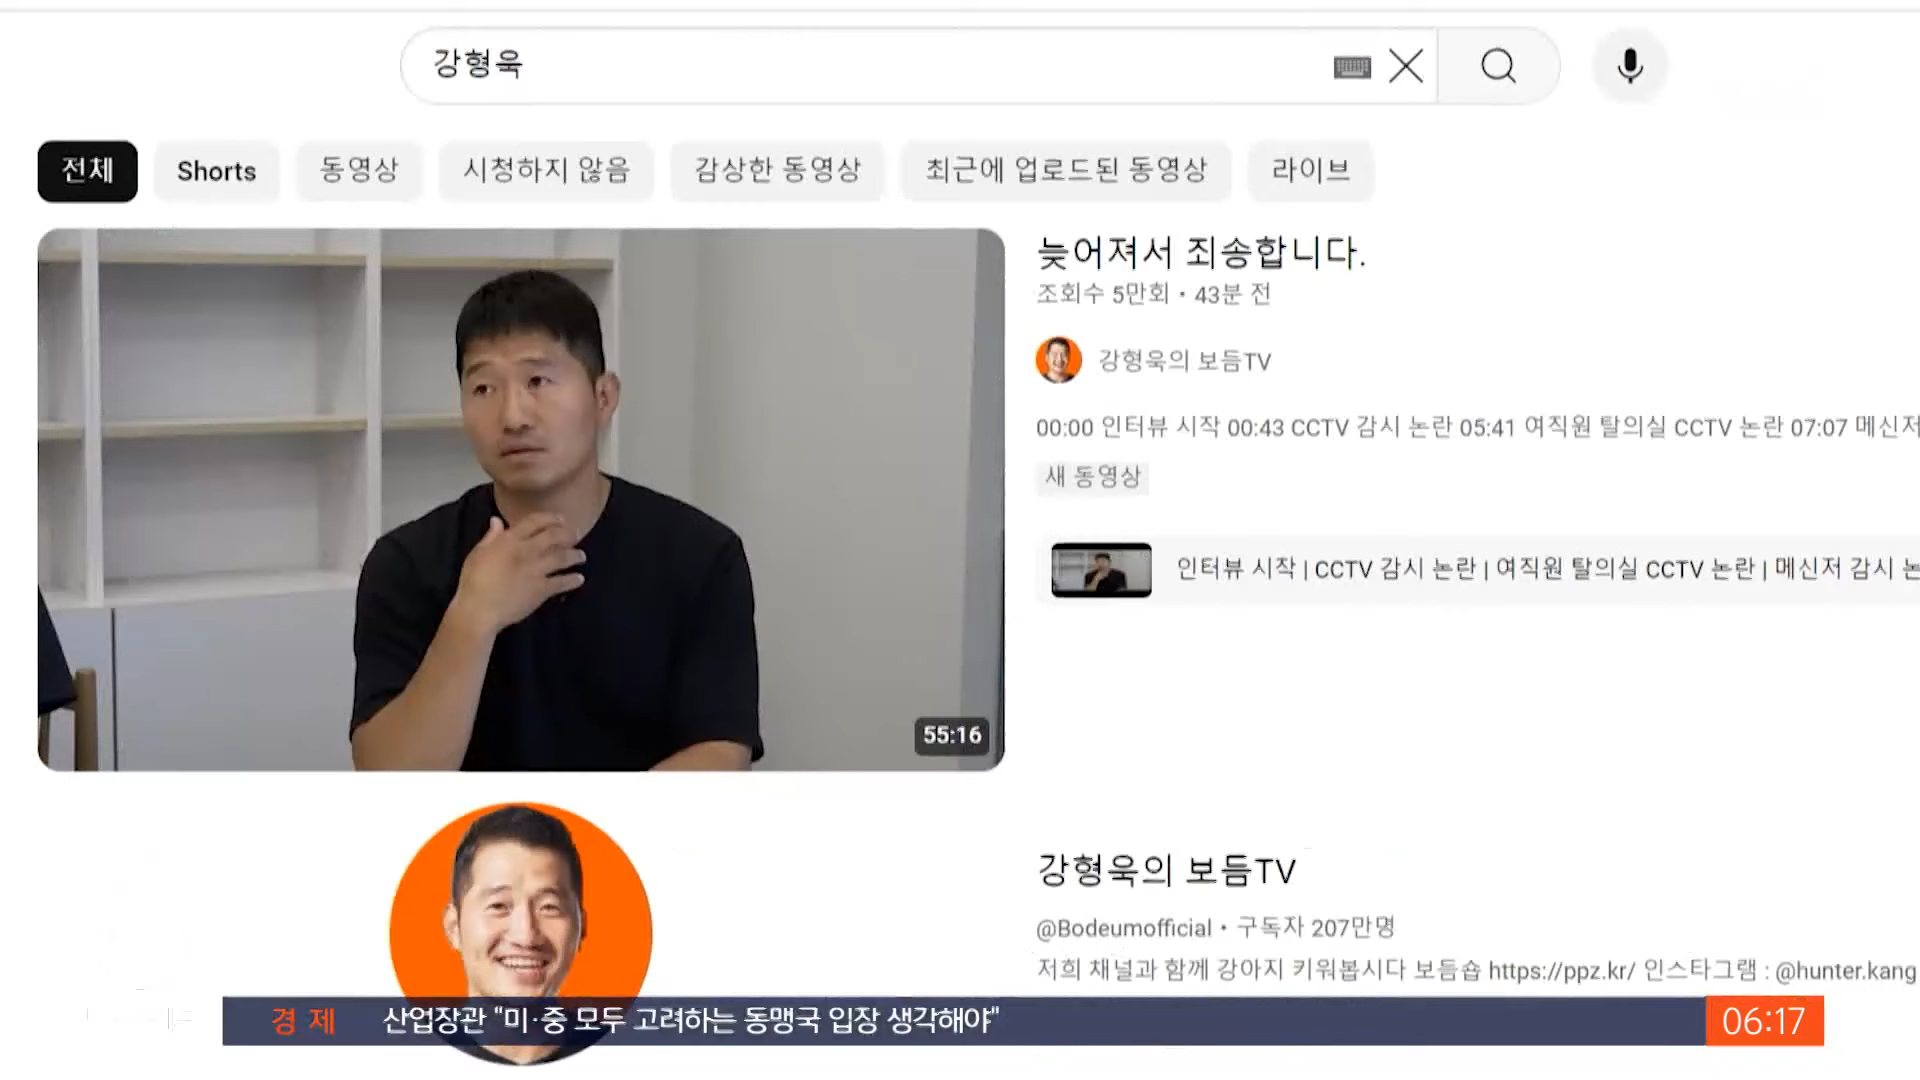 강형욱
전체
Shorts
동영상
시청하지 않음
감상한 동영상
최근에 업로드된 동영상
라이브
늦어져서 죄송합니다.
조회수 5만회 • 43분 전
강형욱의 보듬TV
00:00 인터뷰 시작 00:43 CCTV 감시 논란 05:41 여직원 탈의실 CCTV 논란 07:07 메신저
새 동영상
인터뷰 시작 | CCTV 감시 논란 | 여직원 탈의실 CCTV 논란 | 메신저 감시 논
55:16
강형욱의 보듬TV
@Bodeumofficial • 구독자 207만명
저희 채널과 함께 강아지 키워봅시다 보듬숍 https://ppz.kr/ 인스타그램 : @hunter.kang
경제 산업장관 "미·중 모두 고려하는 동맹국 입장 생각해야"
06:17